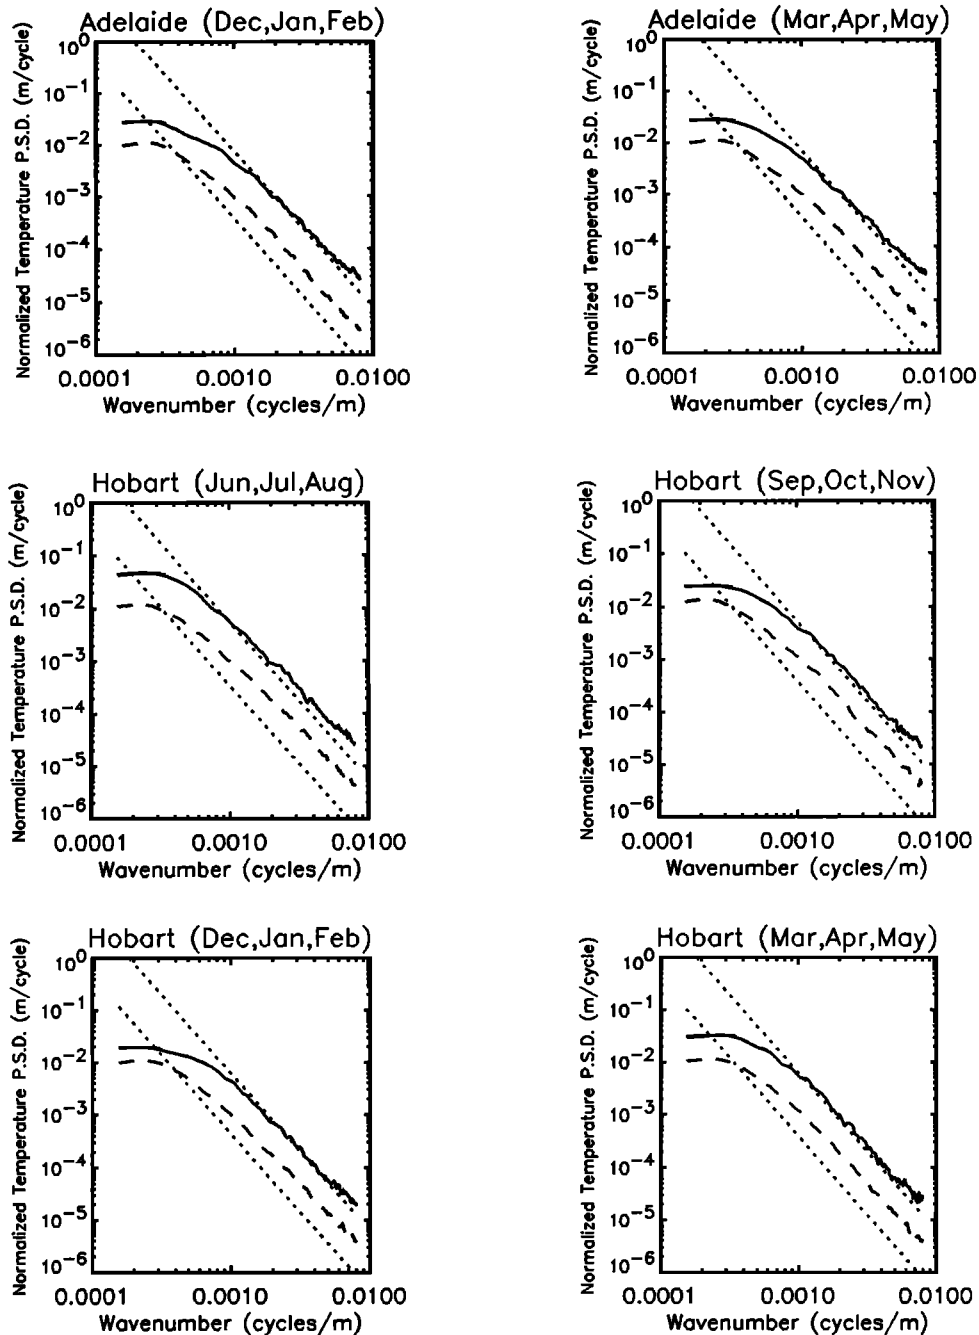 Adelaide (Dec,Jan,Feb)
Normalized Temperature P.S.D. (m/cycle)
10^0
10^-1
10^-2
10^-3
10^-4
10^-5
10^-6
0.0001 0.0010 0.0100
Wavenumber (cycles/m)
Adelaide (Mar,Apr,May)
Normalized Temperature P.S.D. (m/cycle)
10^0
10^-1
10^-2
10^-3
10^-4
10^-5
10^-6
0.0001 0.0010 0.0100
Wavenumber (cycles/m)
Hobart (Jun,Jul,Aug)
Normalized Temperature P.S.D. (m/cycle)
10^0
10^-1
10^-2
10^-3
10^-4
10^-5
10^-6
0.0001 0.0010 0.0100
Wavenumber (cycles/m)
Hobart (Sep,Oct,Nov)
Normalized Temperature P.S.D. (m/cycle)
10^0
10^-1
10^-2
10^-3
10^-4
10^-5
10^-6
0.0001 0.0010 0.0100
Wavenumber (cycles/m)
Hobart (Dec,Jan,Feb)
Normalized Temperature P.S.D. (m/cycle)
10^0
10^-1
10^-2
10^-3
10^-4
10^-5
10^-6
0.0001 0.0010 0.0100
Wavenumber (cycles/m)
Hobart (Mar,Apr,May)
Normalized Temperature P.S.D. (m/cycle)
10^0
10^-1
10^-2
10^-3
10^-4
10^-5
10^-6
0.0001 0.0010 0.0100
Wavenumber (cycles/m)